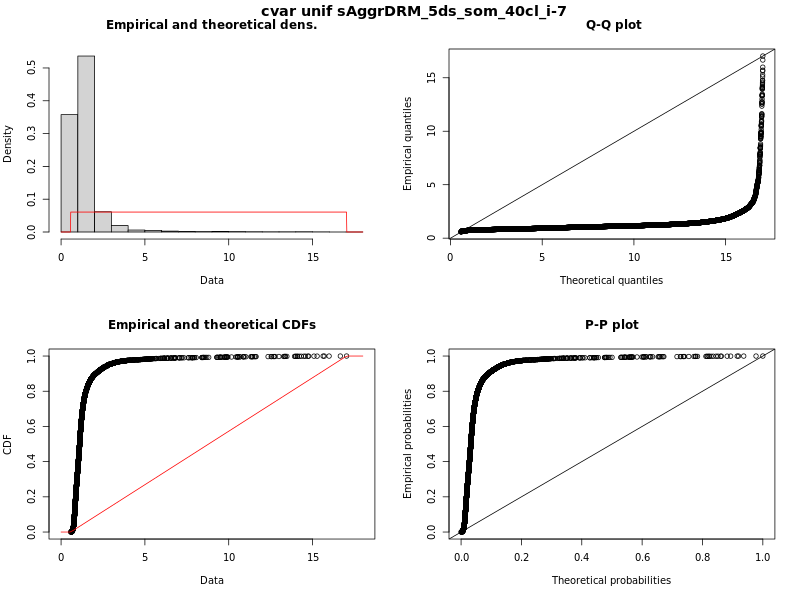 cvar unif sAggrDRM_5ds_som_40cl_i-7
Empirical and theoretical dens.
Density
0.0 0.1 0.2 0.3 0.4 0.5
0 5 10 15
Data
Q-Q plot
Empirical quantiles
0 5 10 15
0 5 10 15
Theoretical quantiles
Empirical and theoretical CDFs
CDF
0.0 0.2 0.4 0.6 0.8 1.0
0 5 10 15
Data
P-P plot
Empirical probabilities
0.0 0.2 0.4 0.6 0.8 1.0
0.0 0.2 0.4 0.6 0.8 1.0
Theoretical probabilities